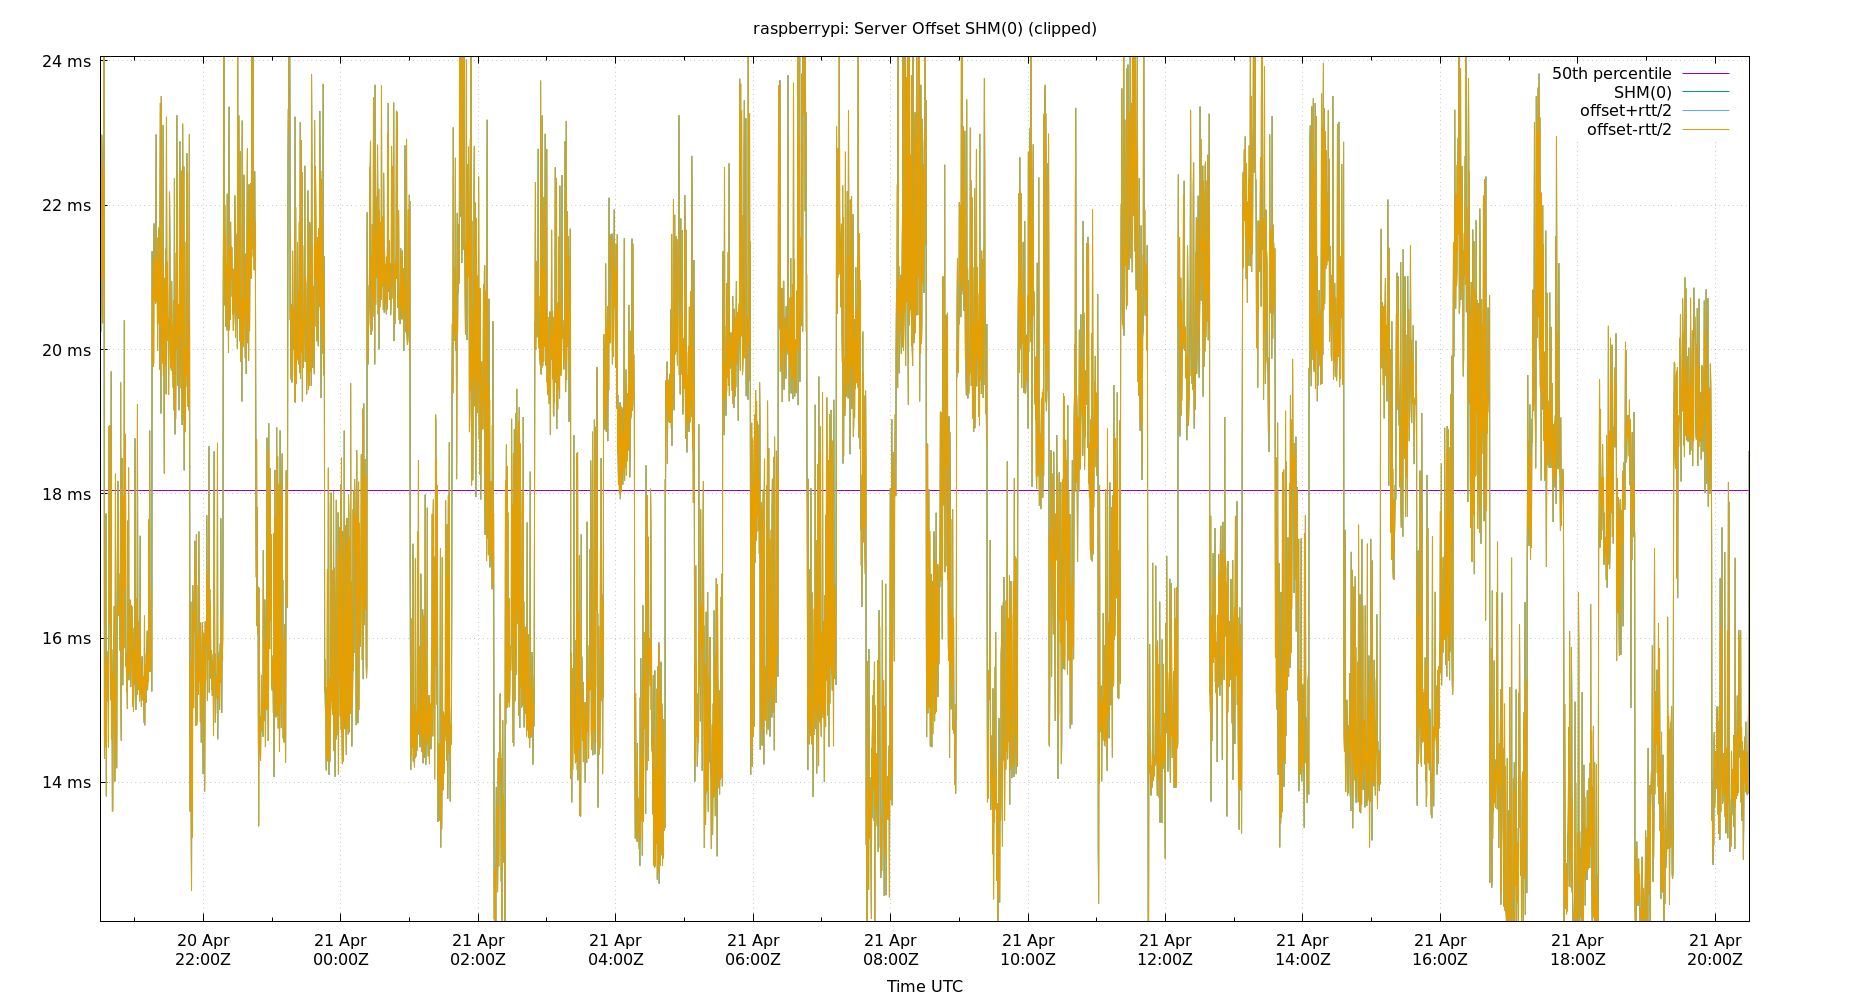 raspberrypi: Server Offset SHM(0) (clipped)
24 ms
22 ms
20 ms
18 ms
16 ms
14 ms
50th percentile
SHM(0)
offset+rtt/2
offset-rtt/2
20 Apr 21 Apr 21 Apr 21 Apr 21 Apr 21 Apr 21 Apr 21 Apr 21 Apr 21 Apr 21 Apr 21 Apr
22:00Z 00:00Z 02:00Z 04:00Z 06:00Z 08:00Z 10:00Z 12:00Z 14:00Z 16:00Z 18:00Z 20:00Z
Time UTC